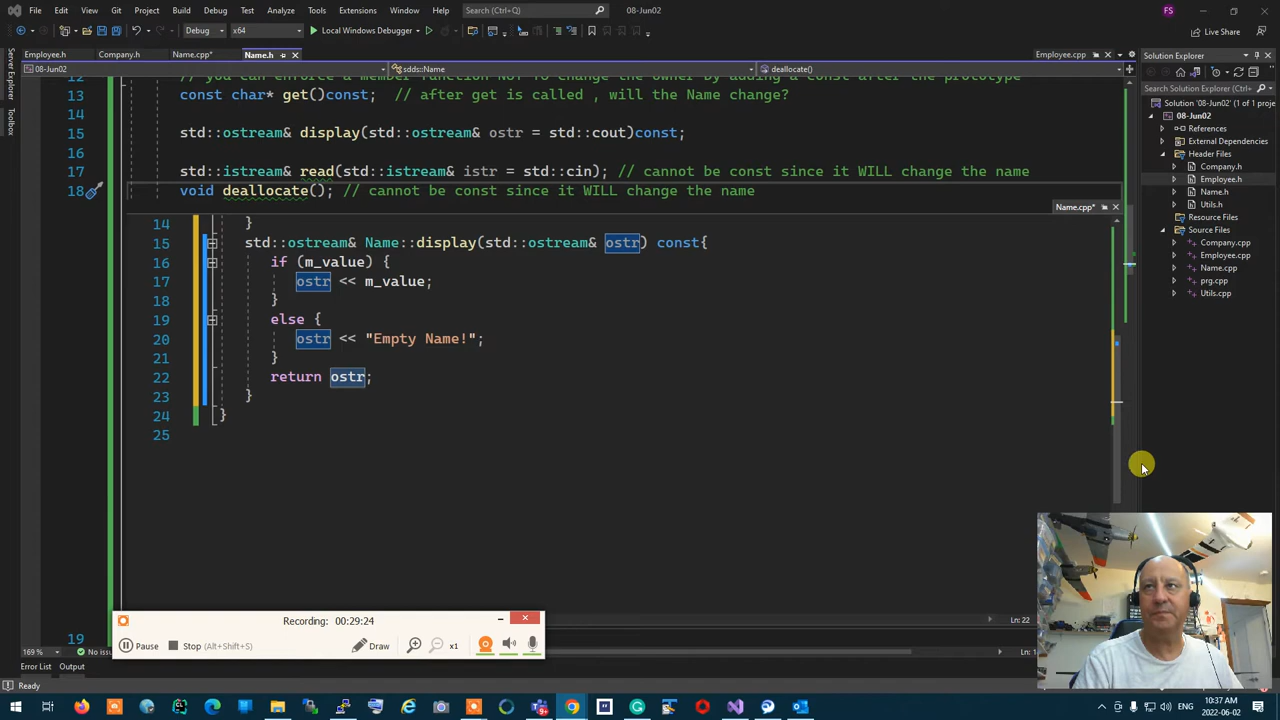 File Edit View Git Project Build Debug Test Analyze Tools Extensions Window Help Search (Ctrl+Q) 08-Jun02 FS
Debug x64 Local Windows Debugger Live Share
Employee.h Company.h Name.cpp* Name.h Employee.cpp
08-Jun02 sdds::Name deallocate()
12 // you can enforce a member function NOT to change the owner by adding a const after the prototype
13 const char* get()const; // after get is called , will the Name change?
14
15 std::ostream& display(std::ostream& ostr = std::cout)const;
16
17 std::istream& read(std::istream& istr = std::cin); // cannot be const since it WILL change the name
18 void deallocate(); // cannot be const since it WILL change the name
Name.cpp*
14 }
15 std::ostream& Name::display(std::ostream& ostr) const{
16 if (m_value) {
17 ostr << m_value;
18 }
19 else {
20 ostr << "Empty Name!";
21 }
22 return ostr;
23 }
24 }
25
Ln: 22
19
169 % No issu Ln: 1
Error List Output
Ready
Server Explorer
Toolbox
Solution Explorer
Search Solution Explorer (Ctrl+
Solution '08-Jun02' (1 of 1 proje
08-Jun02
References
External Dependencies
Header Files
Company.h
Employee.h
Name.h
Utils.h
Resource Files
Source Files
Company.cpp
Employee.cpp
Name.cpp
prg.cpp
Utils.cpp
Recording: 00:29:24
Pause Stop (Alt+Shift+S) Draw x1
ENG 10:37 AM
2022-06-02